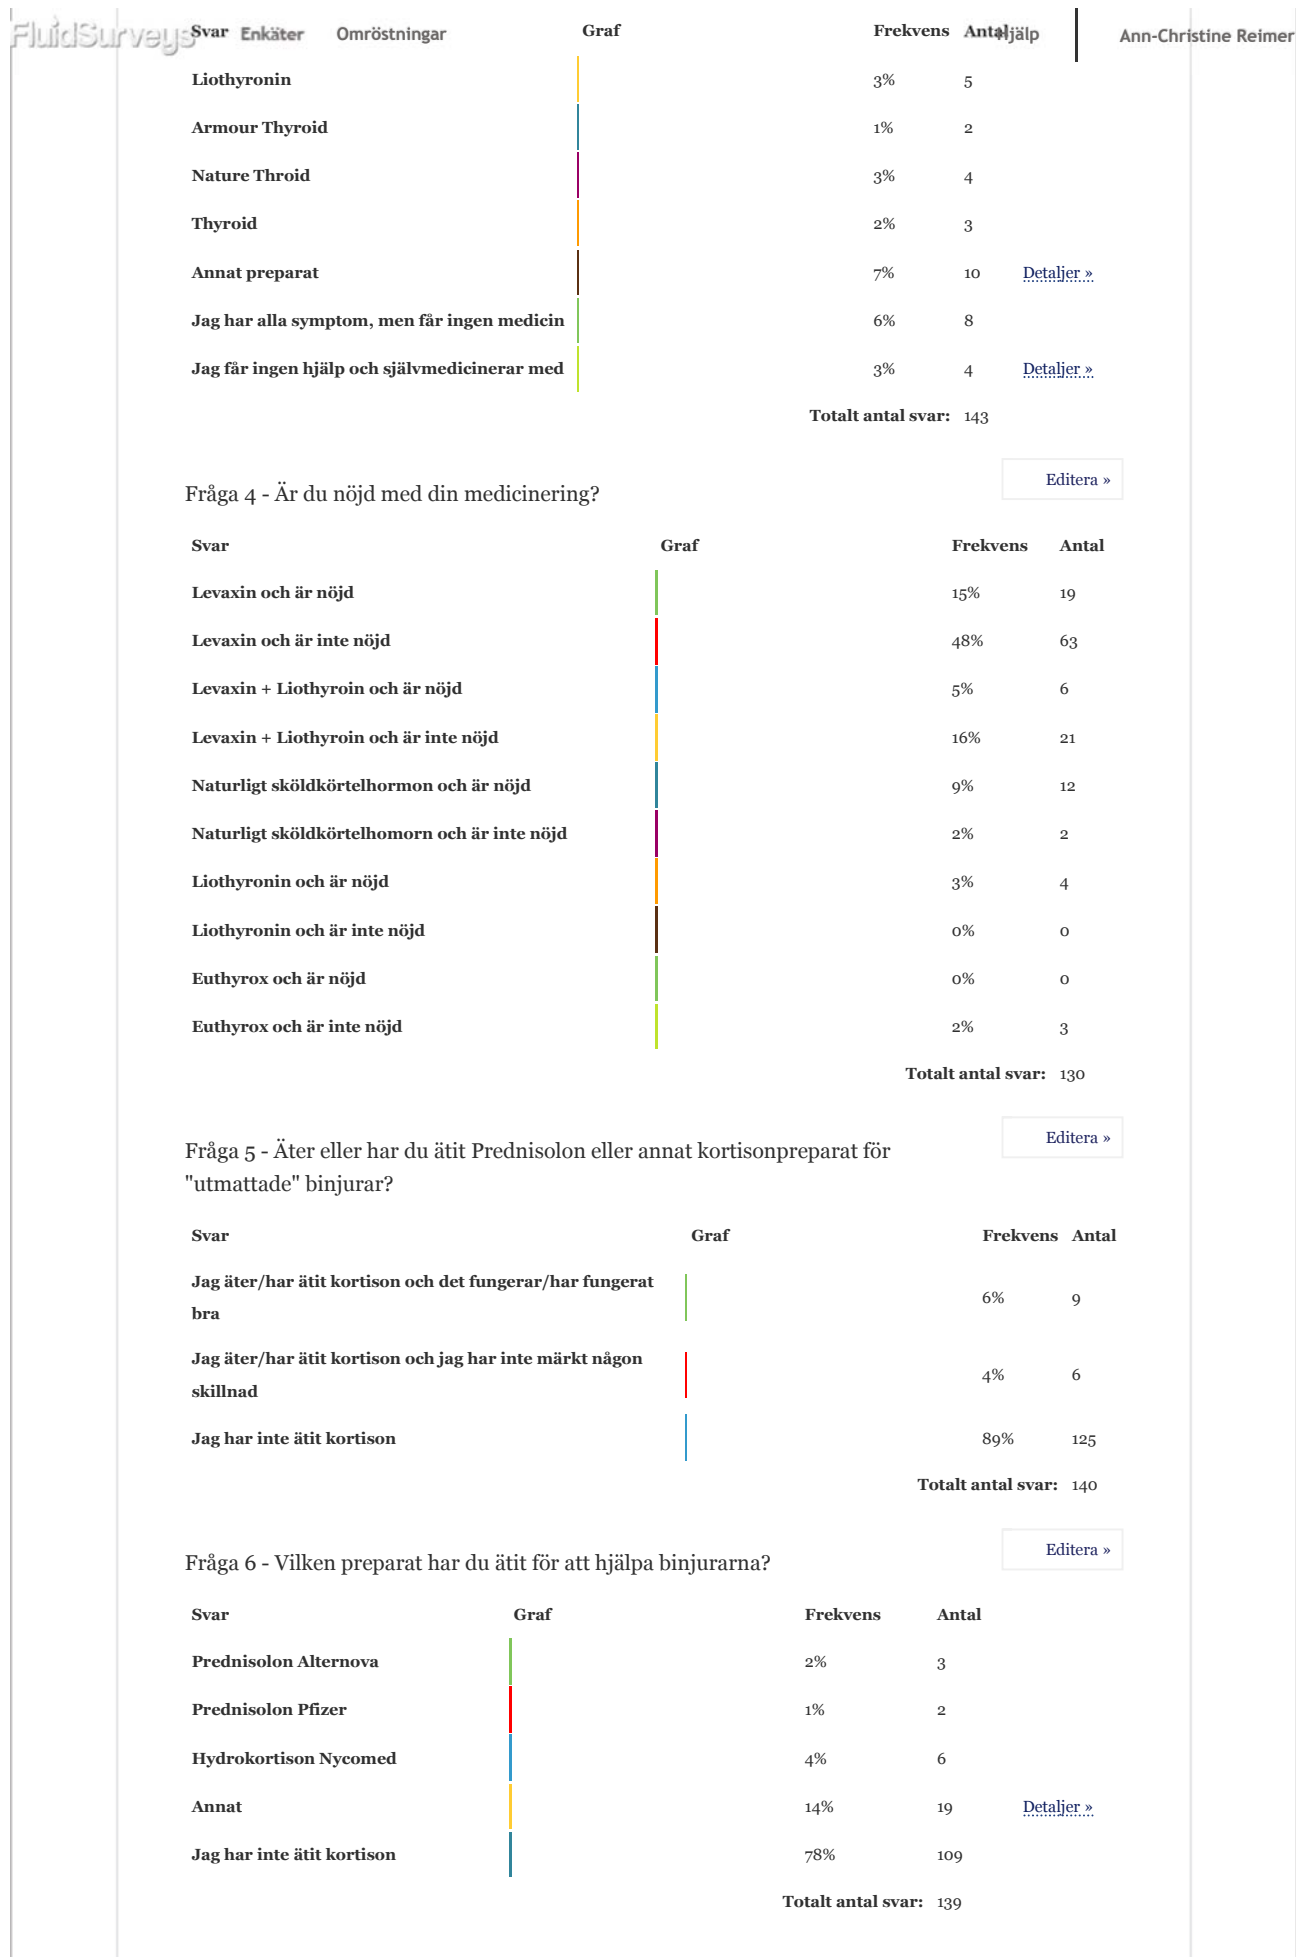 FluidSurveys Enkäter Omröstningar Hjälp Ann-Christine Reimer
Svar Graf Frekvens Antal
Liothyronin 3% 5
Armour Thyroid 1% 2
Nature Throid 3% 4
Thyroid 2% 3
Annat preparat 7% 10 Detaljer »
Jag har alla symptom, men får ingen medicin 6% 8
Jag får ingen hjälp och självmedicinerar med 3% 4 Detaljer »
Totalt antal svar: 143
Editera »
Fråga 4 - Är du nöjd med din medicinering?
Svar Graf Frekvens Antal
Levaxin och är nöjd 15% 19
Levaxin och är inte nöjd 48% 63
Levaxin + Liothyroin och är nöjd 5% 6
Levaxin + Liothyroin och är inte nöjd 16% 21
Naturligt sköldkörtelhormon och är nöjd 9% 12
Naturligt sköldkörtelhomorn och är inte nöjd 2% 2
Liothyronin och är nöjd 3% 4
Liothyronin och är inte nöjd 0% 0
Euthyrox och är nöjd 0% 0
Euthyrox och är inte nöjd 2% 3
Totalt antal svar: 130
Editera »
Fråga 5 - Äter eller har du ätit Prednisolon eller annat kortisonpreparat för
"utmattade" binjurar?
Svar Graf Frekvens Antal
Jag äter/har ätit kortison och det fungerar/har fungerat
bra 6% 9
Jag äter/har ätit kortison och jag har inte märkt någon
skillnad 4% 6
Jag har inte ätit kortison 89% 125
Totalt antal svar: 140
Editera »
Fråga 6 - Vilken preparat har du ätit för att hjälpa binjurarna?
Svar Graf Frekvens Antal
Prednisolon Alternova 2% 3
Prednisolon Pfizer 1% 2
Hydrokortison Nycomed 4% 6
Annat 14% 19 Detaljer »
Jag har inte ätit kortison 78% 109
Totalt antal svar: 139